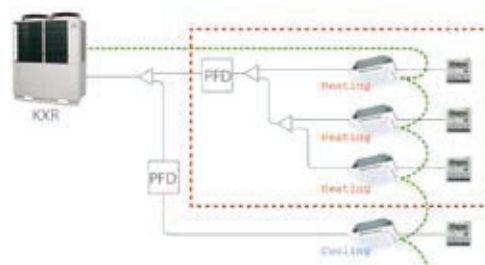 PFD
Heating
KXR
Heating
PFD
Heating
Cooling